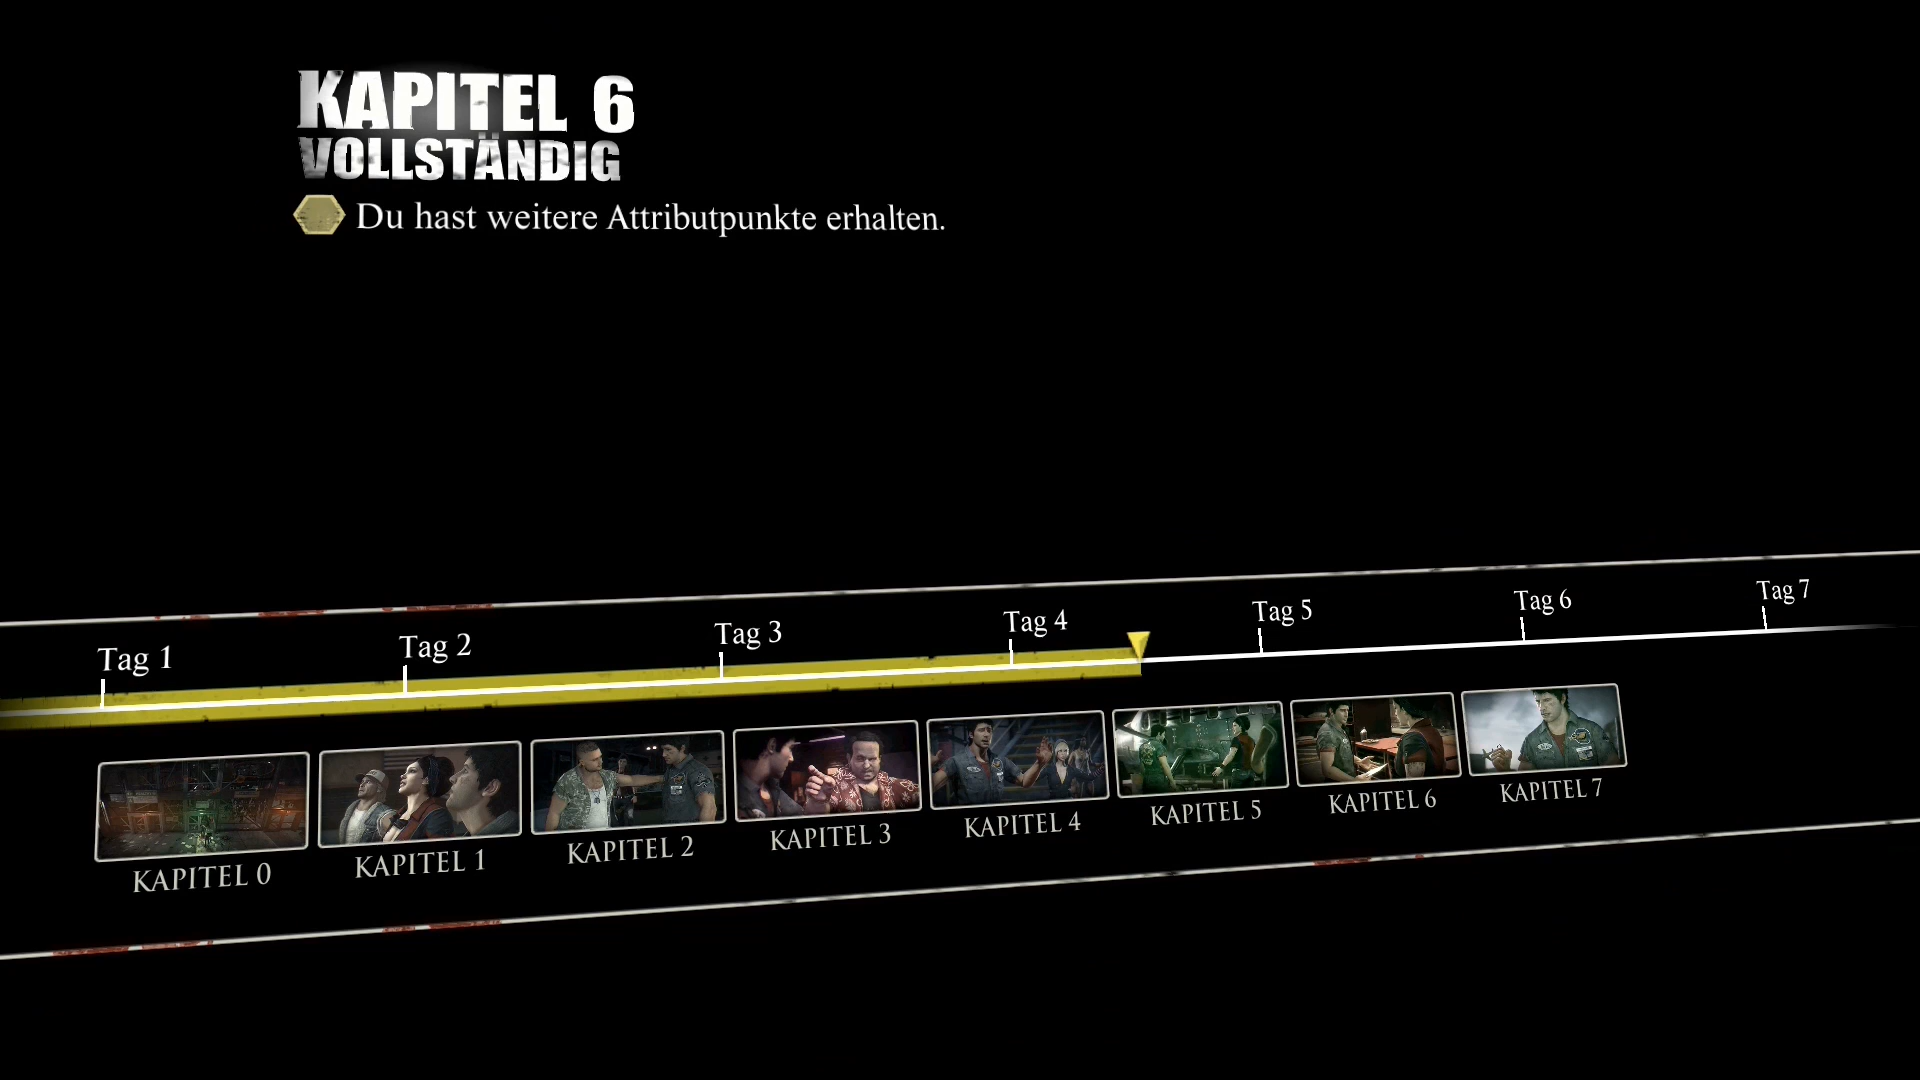 KAPITEL 6
VOLLSTÄNDIG
Du hast weitere Attributpunkte erhalten.
Tag 1
Tag 2
Tag 3
Tag 4
Tag 5
Tag 6
Tag 7
KAPITEL 0
KAPITEL 1
KAPITEL 2
KAPITEL 3
KAPITEL 4
KAPITEL 5
KAPITEL 6
KAPITEL 7